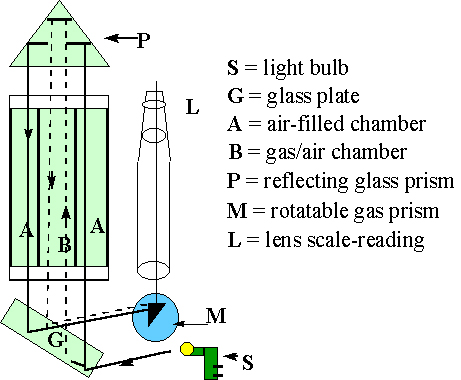 P
L
A
B
A
G
M
S
S = light bulb
G = glass plate
A = air-filled chamber
B = gas/air chamber
P = reflecting glass prism
M = rotatable gas prism
L = lens scale-reading